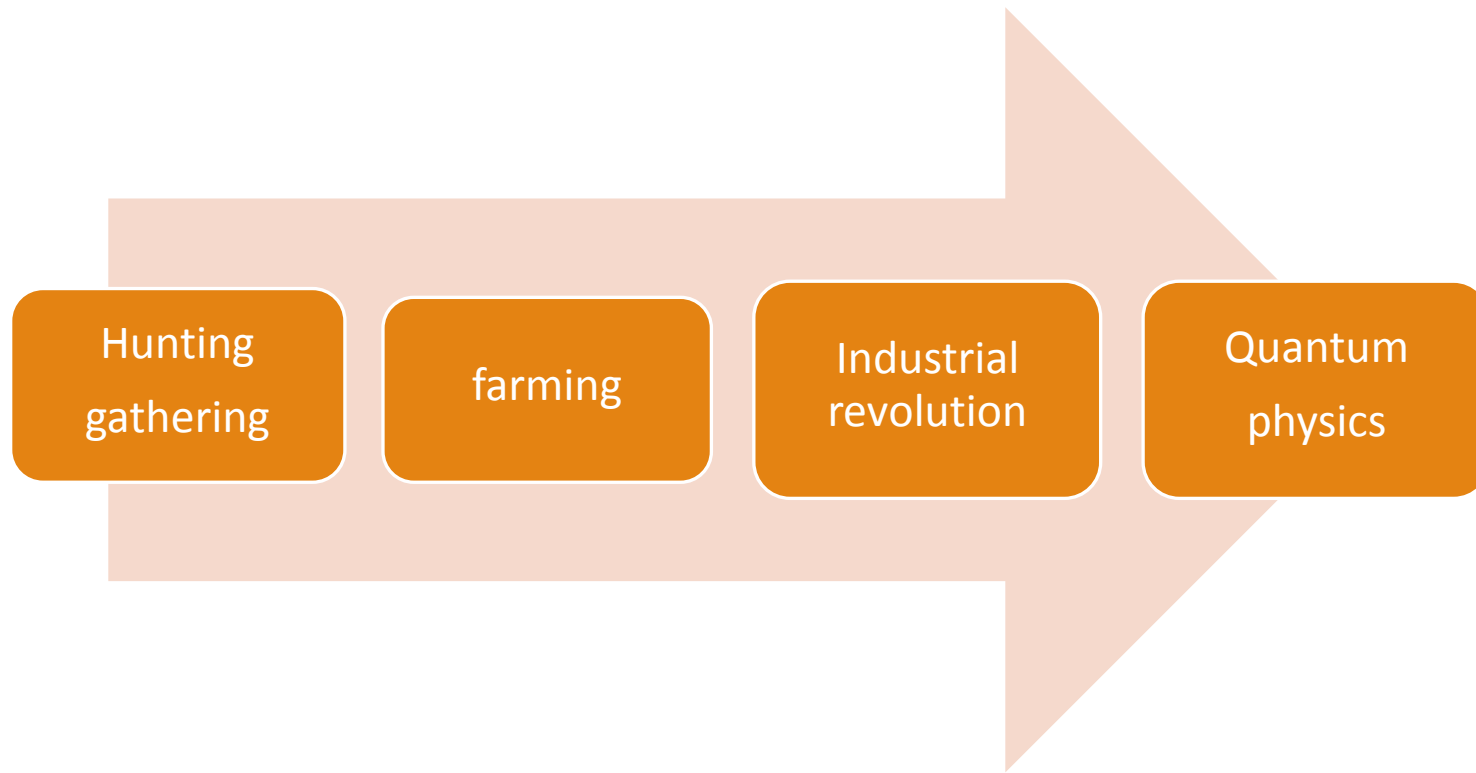 Hunting
gathering
farming
Industrial
revolution
Quantum
physics